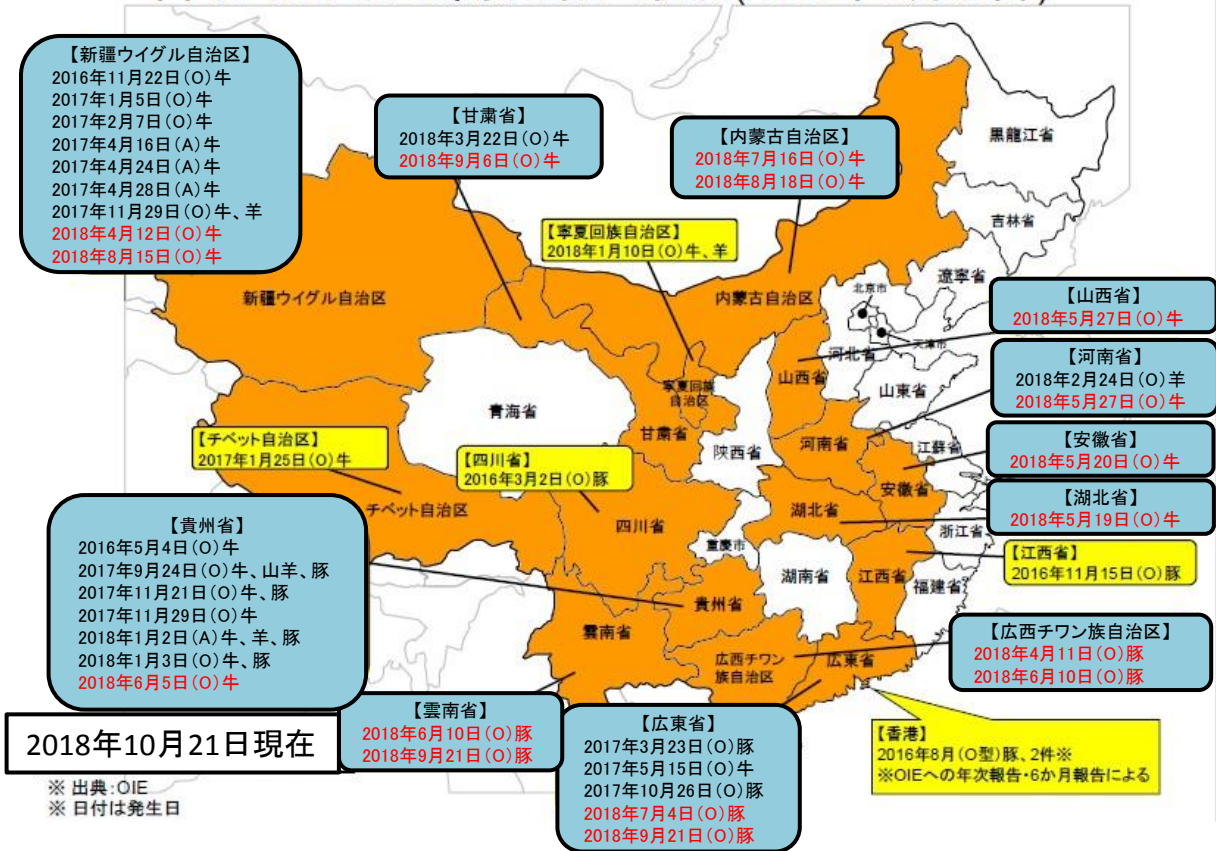 【新疆ウイグル自治区】
2016年11月22日(O)牛
2017年1月5日(O)牛
2017年2月7日(O)牛
2017年4月16日(A)牛
2017年4月24日(A)牛
2017年4月28日(A)牛
2017年11月29日(O)牛、羊
2018年4月12日(O)牛
2018年8月15日(O)牛
【甘粛省】
2018年3月22日(O)牛
2018年9月6日(O)牛
【内蒙古自治区】
2018年7月16日(O)牛
2018年8月18日(O)牛
【寧夏回族自治区】
2018年1月10日(O)牛、羊
黒龍江省
吉林省
遼寧省
北京市
天津市
河北省
新疆ウイグル自治区
内蒙古自治区
【山西省】
2018年5月27日(O)牛
【河南省】
2018年2月24日(O)羊
2018年5月27日(O)牛
山西省
山東省
寧夏回族
自治区
青海省
甘粛省
陝西省
河南省
江蘇省
【チベット自治区】
2017年1月25日(O)牛
【四川省】
2016年3月2日(O)豚
【安徽省】
2018年5月20日(O)牛
安徽省
【湖北省】
2018年5月19日(O)牛
チベット自治区
四川省
湖北省
重慶市
浙江省
【貴州省】
2016年5月4日(O)牛
2017年9月24日(O)牛、山羊、豚
2017年11月21日(O)牛、豚
2017年11月29日(O)牛
2018年1月2日(A)牛、羊、豚
2018年1月3日(O)牛、豚
2018年6月5日(O)牛
【江西省】
2016年11月15日(O)豚
湖南省
江西省
福建省
貴州省
雲南省
広西チワン
族自治区
広東省
【広西チワン族自治区】
2018年4月11日(O)豚
2018年6月10日(O)豚
【雲南省】
2018年6月10日(O)豚
2018年9月21日(O)豚
【広東省】
2017年3月23日(O)豚
2017年5月15日(O)牛
2017年10月26日(O)豚
2018年7月4日(O)豚
2018年9月21日(O)豚
【香港】
2016年8月(O型)豚、2件※
※OIEへの年次報告・6か月報告による
2018年10月21日現在
※ 出典:OIE
※ 日付は発生日